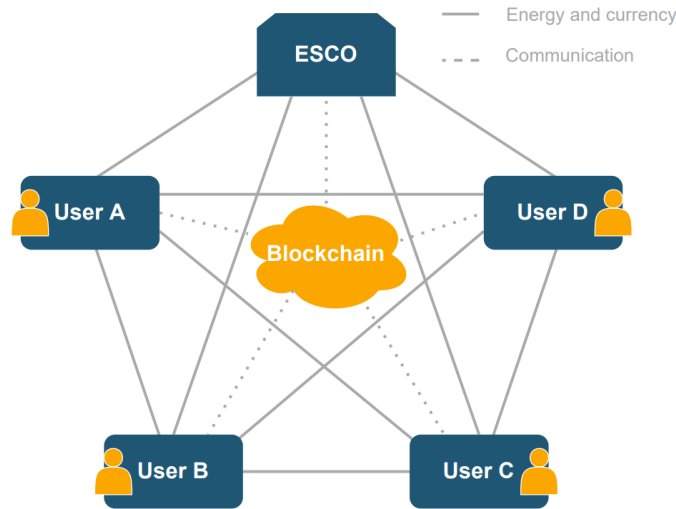 Energy and currency
ESCO
Communication
User A
User D
Blockchain
User B
User C